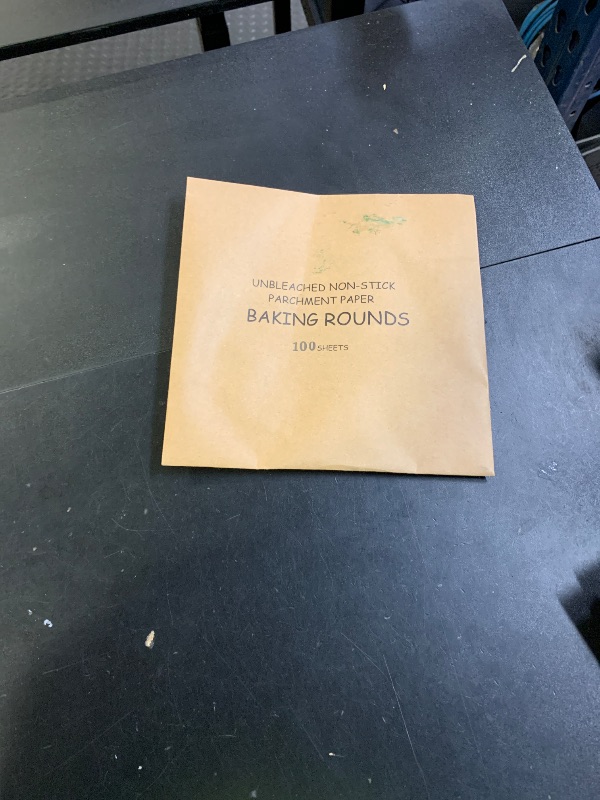 UNBLEACHED NON-STICK
PARCHMENT PAPER
BAKING ROUNDS
100 SHEETS